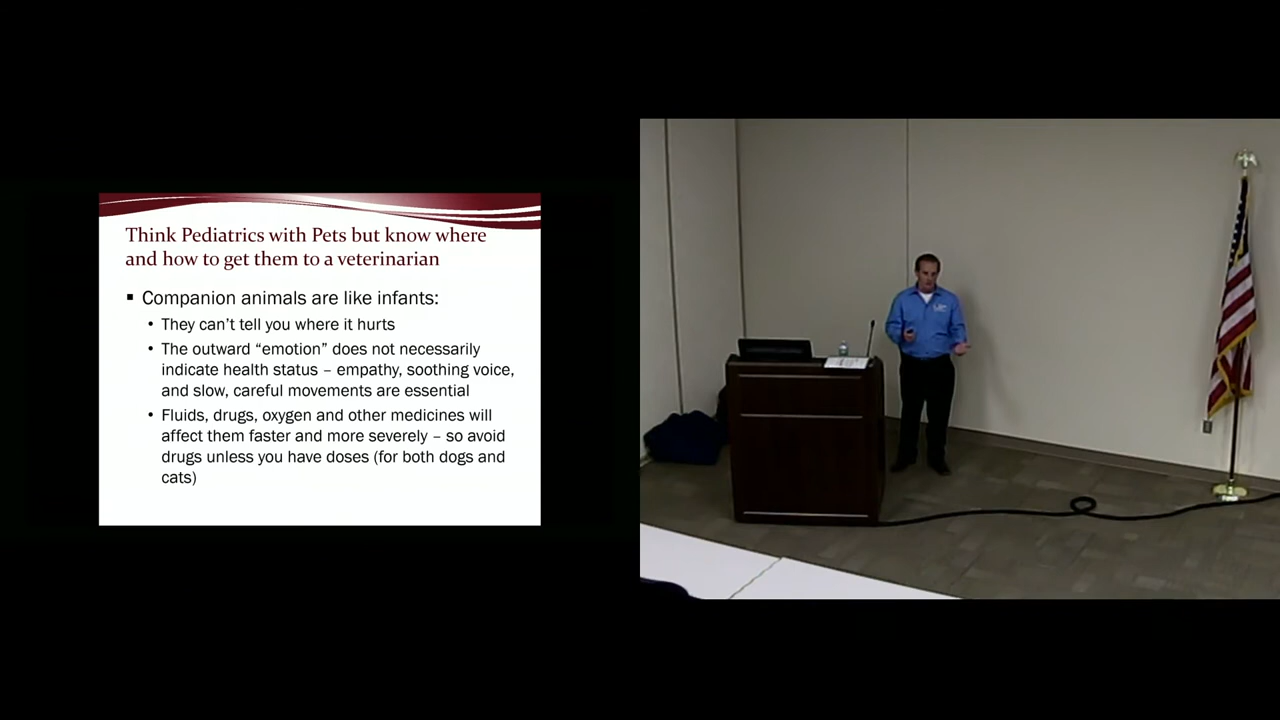 Think Pediatrics with Pets but know where
and how to get them to a veterinarian
▪ Companion animals are like infants:
• They can’t tell you where it hurts
• The outward “emotion” does not necessarily
indicate health status – empathy, soothing voice,
and slow, careful movements are essential
• Fluids, drugs, oxygen and other medicines will
affect them faster and more severely – so avoid
drugs unless you have doses (for both dogs and
cats)